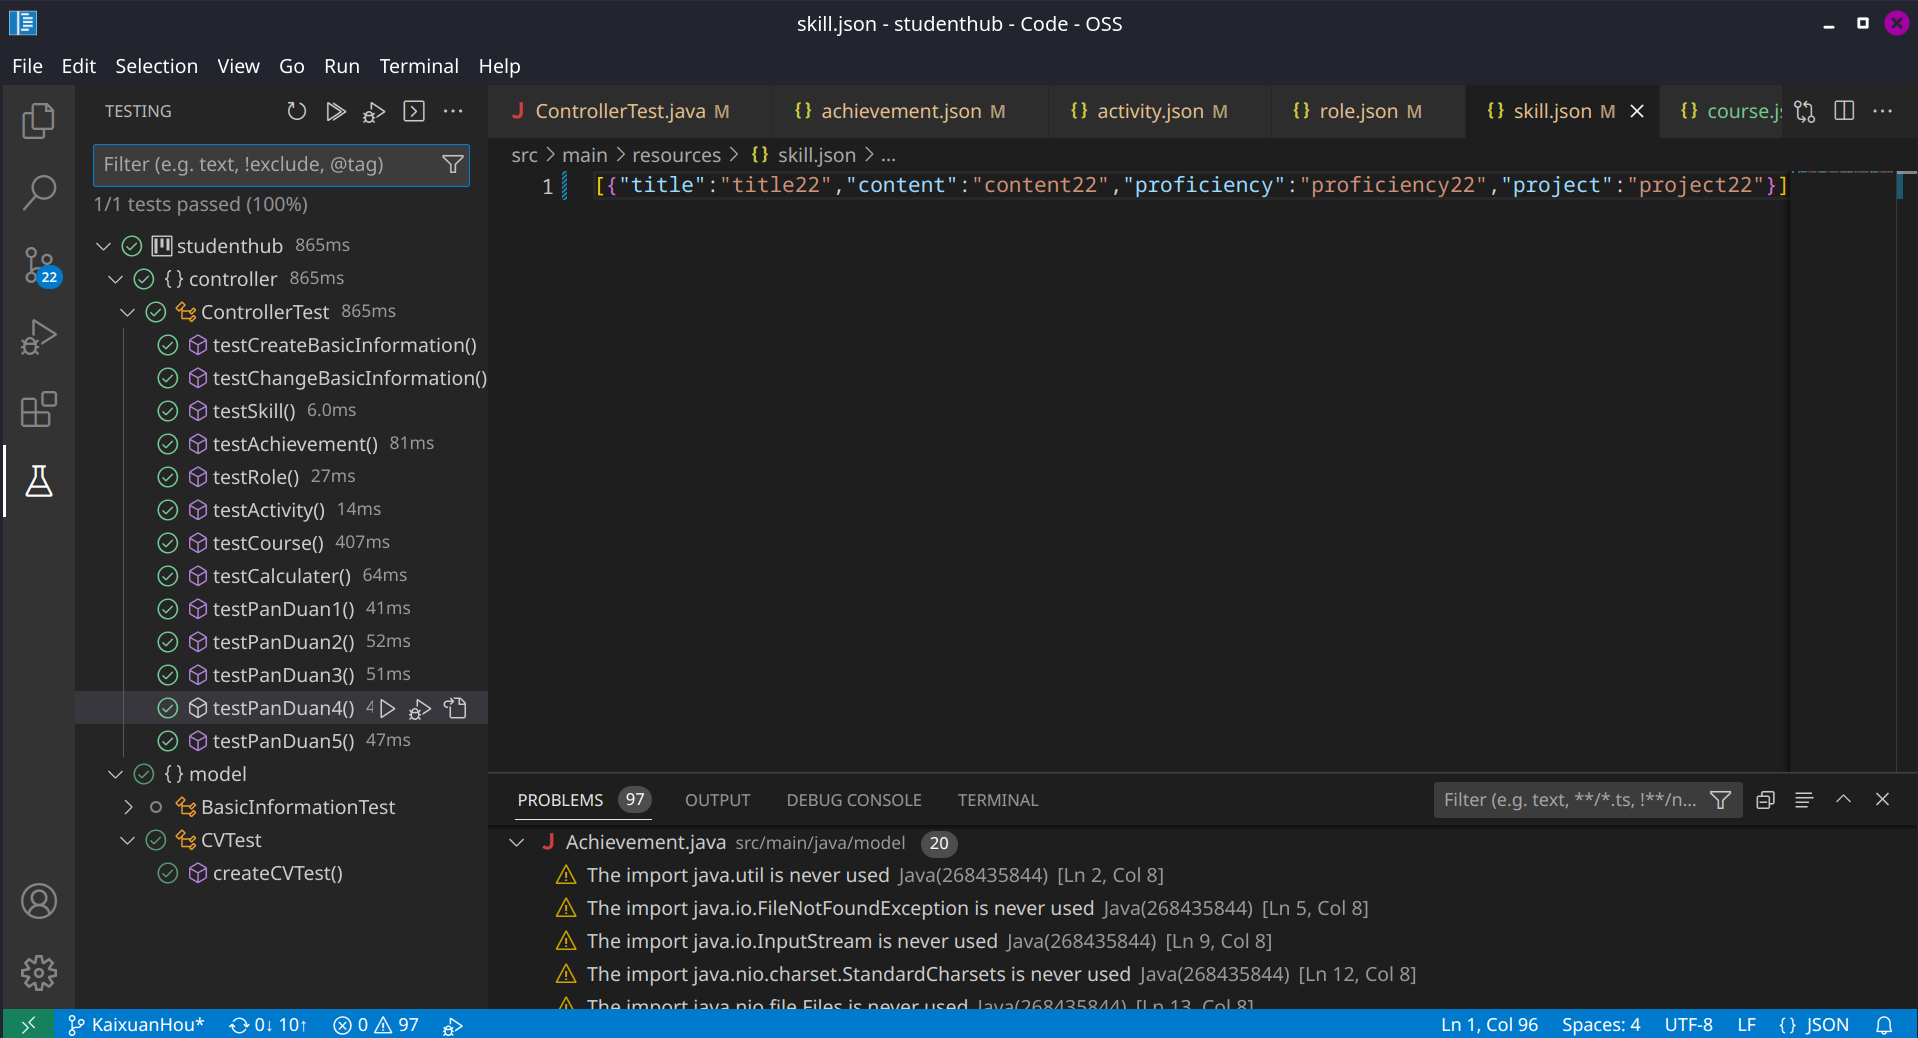 skill.json - studenthub - Code - OSS
File Edit Selection View Go Run Terminal Help
TESTING
ControllerTest.java M
achievement.json M
activity.json M
role.json M
skill.json M
course.js
Filter (e.g. text, !exclude, @tag)
1/1 tests passed (100%)
src > main > resources > {} skill.json > ...
1 [{"title":"title22","content":"content22","proficiency":"proficiency22","project":"project22"}]
22
studenthub 865ms
{} controller 865ms
ControllerTest 865ms
testCreateBasicInformation()
testChangeBasicInformation()
testSkill() 6.0ms
testAchievement() 81ms
testRole() 27ms
testActivity() 14ms
testCourse() 407ms
testCalculater() 64ms
testPanDuan1() 41ms
testPanDuan2() 52ms
testPanDuan3() 51ms
testPanDuan4() 4
testPanDuan5() 47ms
{} model
BasicInformationTest
CVTest
createCVTest()
PROBLEMS 97 OUTPUT DEBUG CONSOLE TERMINAL
Filter (e.g. text, **/*.ts, !**/n...
Achievement.java src/main/java/model 20
The import java.util is never used Java(268435844) [Ln 2, Col 8]
The import java.io.FileNotFoundException is never used Java(268435844) [Ln 5, Col 8]
The import java.io.InputStream is never used Java(268435844) [Ln 9, Col 8]
The import java.nio.charset.StandardCharsets is never used Java(268435844) [Ln 12, Col 8]
The import java.nio.file.Files is never used Java(268435844) [Ln 13, Col 8]
KaixuanHou* 0↓ 10↑ 0 97
Ln 1, Col 96 Spaces: 4 UTF-8 LF {} JSON